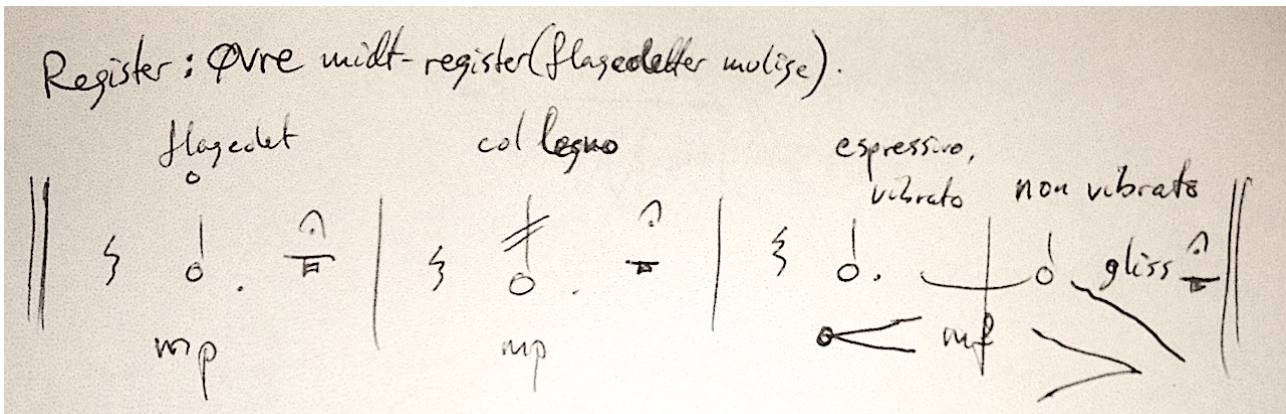 Register: Øvre midt-register (flageoletter mulige).
flageolet
col legno
espressivo,
vibrato
non vibrato
gliss
mp
mp
mf